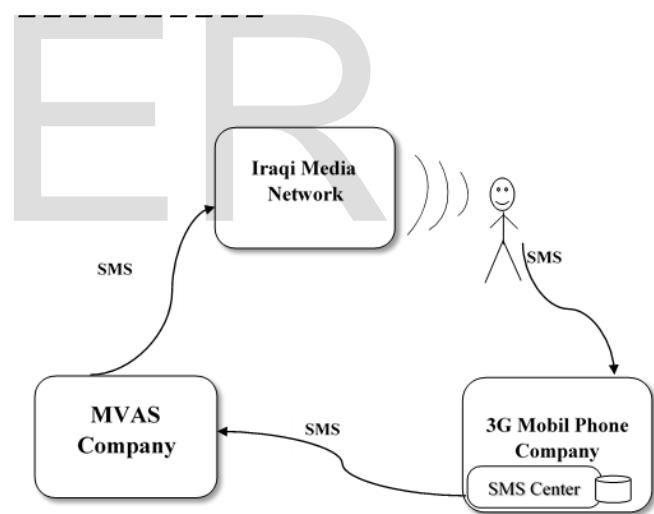 ER
Iraqi Media
Network
SMS
SMS
MVAS
Company
SMS
3G Mobil Phone
Company
SMS Center